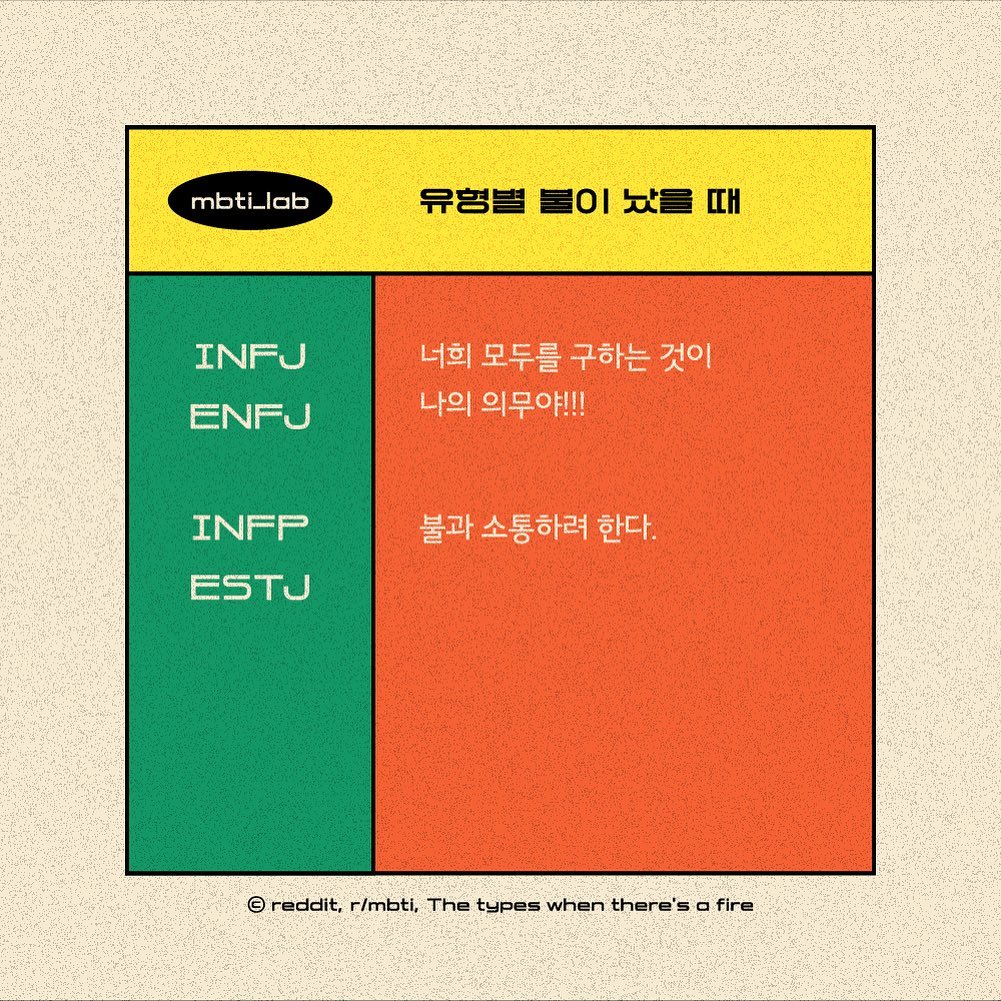 mbti_lab
유형별 불이 났을 때
INFJ
너희 모두를 구하는 것이
ENFJ
나의 의무야!!!
INFP
불과 소통하려 한다.
ESTJ
© reddit, r/mbti, The types when there's a fire